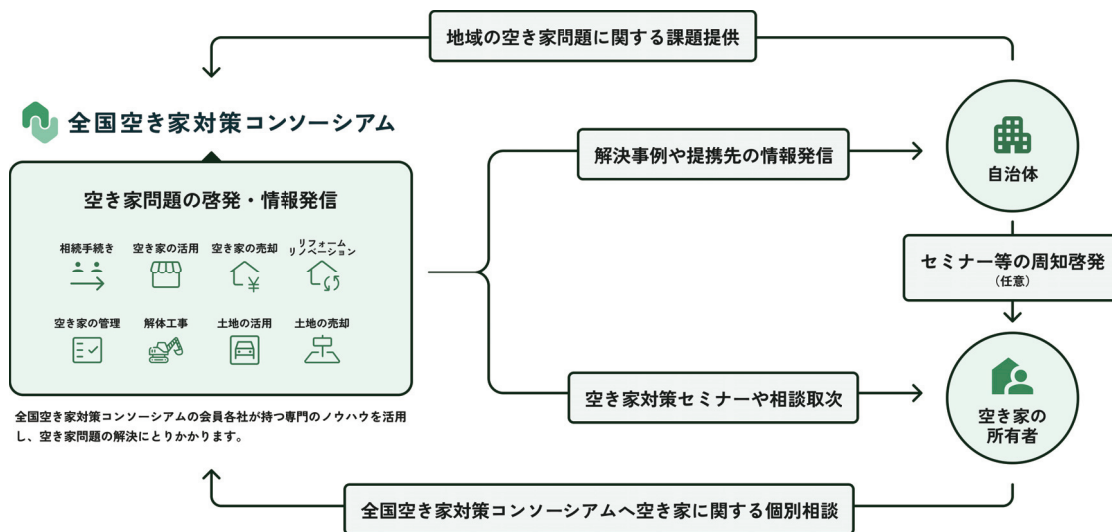 地域の空き家問題に関する課題提供
全国空き家対策コンソーシアム
解決事例や提携先の情報発信
自治体
空き家問題の啓発・情報発信
相続手続き
空き家の活用
空き家の売却
リフォーム
リノベーション
空き家の管理
解体工事
土地の活用
土地の売却
セミナー等の周知啓発
(任意)
空き家対策セミナーや相談取次
空き家の
所有者
全国空き家対策コンソーシアムの会員各社が持つ専門のノウハウを活用
し、空き家問題の解決にとりかかります。
全国空き家対策コンソーシアムへ空き家に関する個別相談